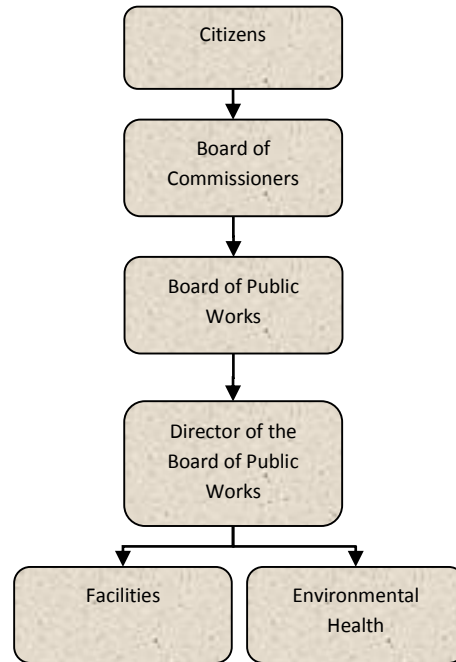 Citizens
Board of
Commissioners
Board of Public
Works
Director of the
Board of Public
Works
Facilities
Environmental
Health